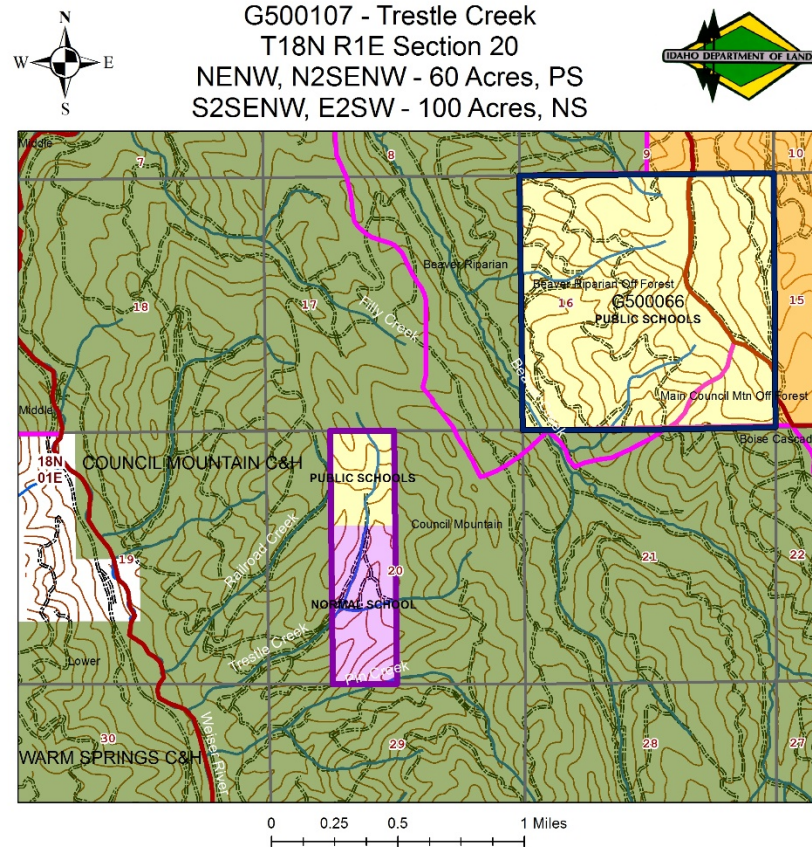 G500107 - Trestle Creek
T18N R1E Section 20
NENW, N2SENW - 60 Acres, PS
S2SENW, E2SW - 100 Acres, NS
N
W E
S
IDAHO DEPARTMENT OF LAND
Middle
7
8
9
10
Beaver Riparian
18
17
Filly Creek
Beaver Riparian Off Forest
16
G500066
PUBLIC SCHOOLS
15
Middle
Main Council Mtn Off Forest
Boise Cascad
18N
01E
COUNCIL MOUNTAIN C&H
PUBLIC SCHOOLS
Railroad Creek
Council Mountain
19
20
21
22
NORMAL SCHOOL
Trestle Creek
Lower
Pin Creek
30
29
28
27
Weiser River
WARM SPRINGS C&H
0 0.25 0.5 1 Miles